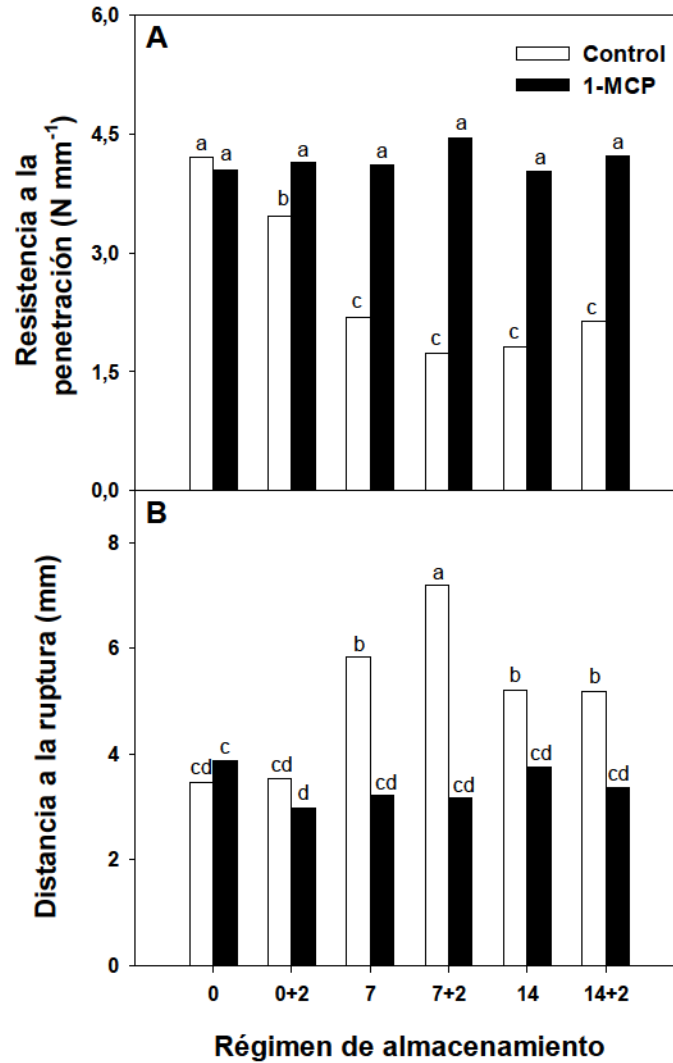 Resistencia a la
penetración (N mm-1)
6,0
4,5
3,0
1,5
0,0
A
Control
1-MCP
a a
b a
c a
c a
c a
c a
Distancia a la ruptura (mm)
8
6
4
2
0
B
cd c
cd d
b cd
a cd
b cd
b cd
0 0+2 7 7+2 14 14+2
Régimen de almacenamiento